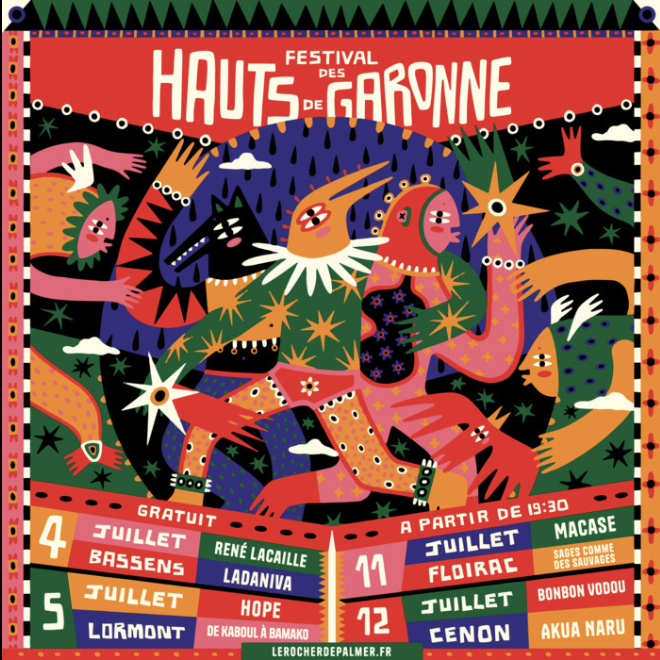 FESTIVAL
DES
HAUTS
DE GARONNE
GRATUIT
4
JUILLET
BASSENS
RENÉ LACAILLE
LADANIVA
5
JUILLET
LORMONT
HOPE
DE KABOUL À BAMAKO
A PARTIR DE 19:30
11
JUILLET
FLOIRAC
MACASE
SAGES COMME
DES SAUVAGES
12
JUILLET
CENON
BONBON VODOU
AKUA NARU
LEROCHERDEPALMER.FR